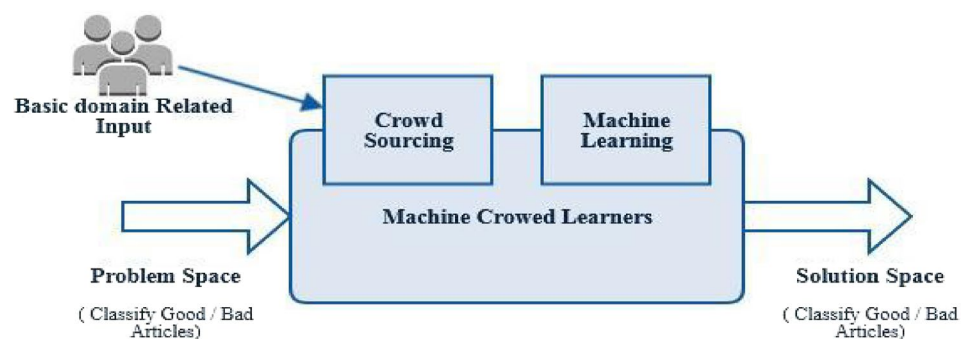 Basic domain Related
Input
Crowd
Sourcing
Machine
Learning
Machine Crowed Learners
Problem Space
( Classify Good / Bad
Articles)
Solution Space
( Classify Good / Bad
Articles)